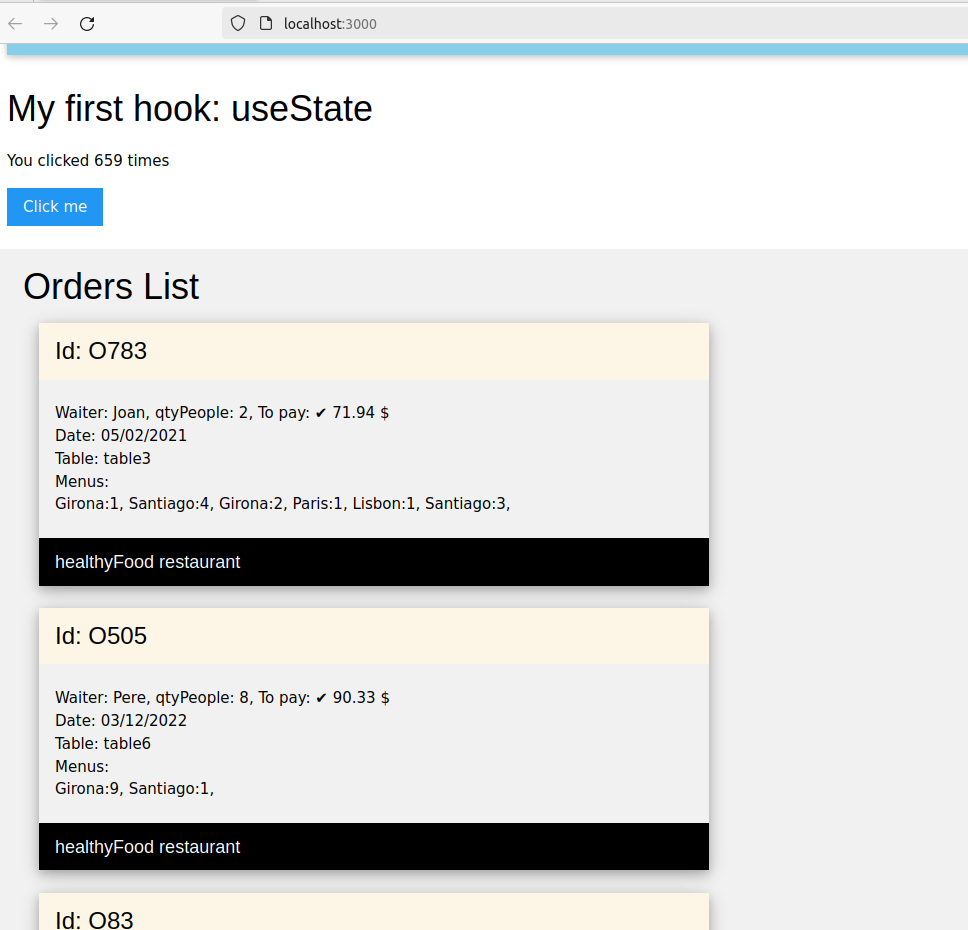 localhost:3000
My first hook: useState
You clicked 659 times
Click me
Orders List
Id: O783
Waiter: Joan, qtyPeople: 2, To pay: ✔ 71.94 $
Date: 05/02/2021
Table: table3
Menus:
Girona:1, Santiago:4, Girona:2, Paris:1, Lisbon:1, Santiago:3,
healthyFood restaurant
Id: O505
Waiter: Pere, qtyPeople: 8, To pay: ✔ 90.33 $
Date: 03/12/2022
Table: table6
Menus:
Girona:9, Santiago:1,
healthyFood restaurant
Id: O83